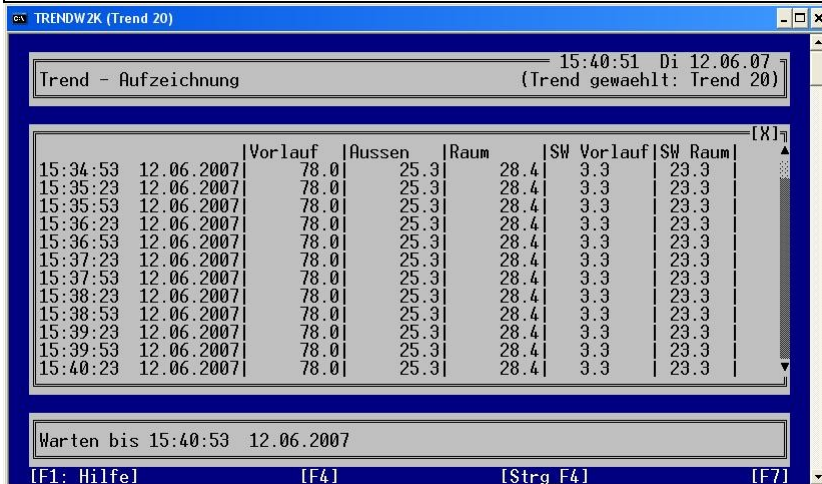 TRENDW2K (Trend 20)
15:40:51 Di 12.06.07
Trend - Aufzeichnung (Trend gewaehlt: Trend 20)
[X]
|Vorlauf |Aussen |Raum |SW Vorlauf|SW Raum|
15:34:53 12.06.2007| 78.0| 25.3| 28.4| 3.3 | 23.3 |
15:35:23 12.06.2007| 78.0| 25.3| 28.4| 3.3 | 23.3 |
15:35:53 12.06.2007| 78.0| 25.3| 28.4| 3.3 | 23.3 |
15:36:23 12.06.2007| 78.0| 25.3| 28.4| 3.3 | 23.3 |
15:36:53 12.06.2007| 78.0| 25.3| 28.4| 3.3 | 23.3 |
15:37:23 12.06.2007| 78.0| 25.3| 28.4| 3.3 | 23.3 |
15:37:53 12.06.2007| 78.0| 25.3| 28.4| 3.3 | 23.3 |
15:38:23 12.06.2007| 78.0| 25.3| 28.4| 3.3 | 23.3 |
15:38:53 12.06.2007| 78.0| 25.3| 28.4| 3.3 | 23.3 |
15:39:23 12.06.2007| 78.0| 25.3| 28.4| 3.3 | 23.3 |
15:39:53 12.06.2007| 78.0| 25.3| 28.4| 3.3 | 23.3 |
15:40:23 12.06.2007| 78.0| 25.3| 28.4| 3.3 | 23.3 |
Warten bis 15:40:53 12.06.2007
[F1: Hilfe] [F4] [Strg F4] [F7]